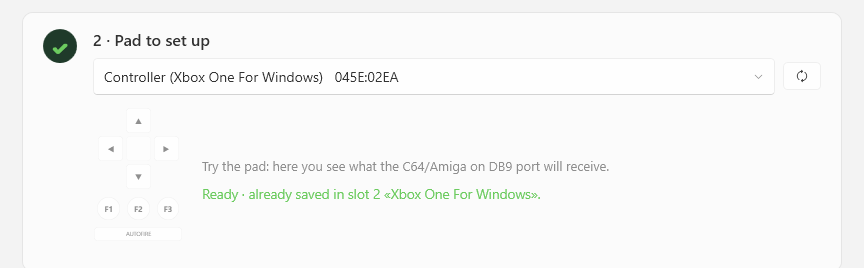 2 · Pad to set up
Controller (Xbox One For Windows) 045E:02EA
Try the pad: here you see what the C64/Amiga on DB9 port will receive.
Ready · already saved in slot 2 «Xbox One For Windows».
F1 F2 F3
AUTOFIRE